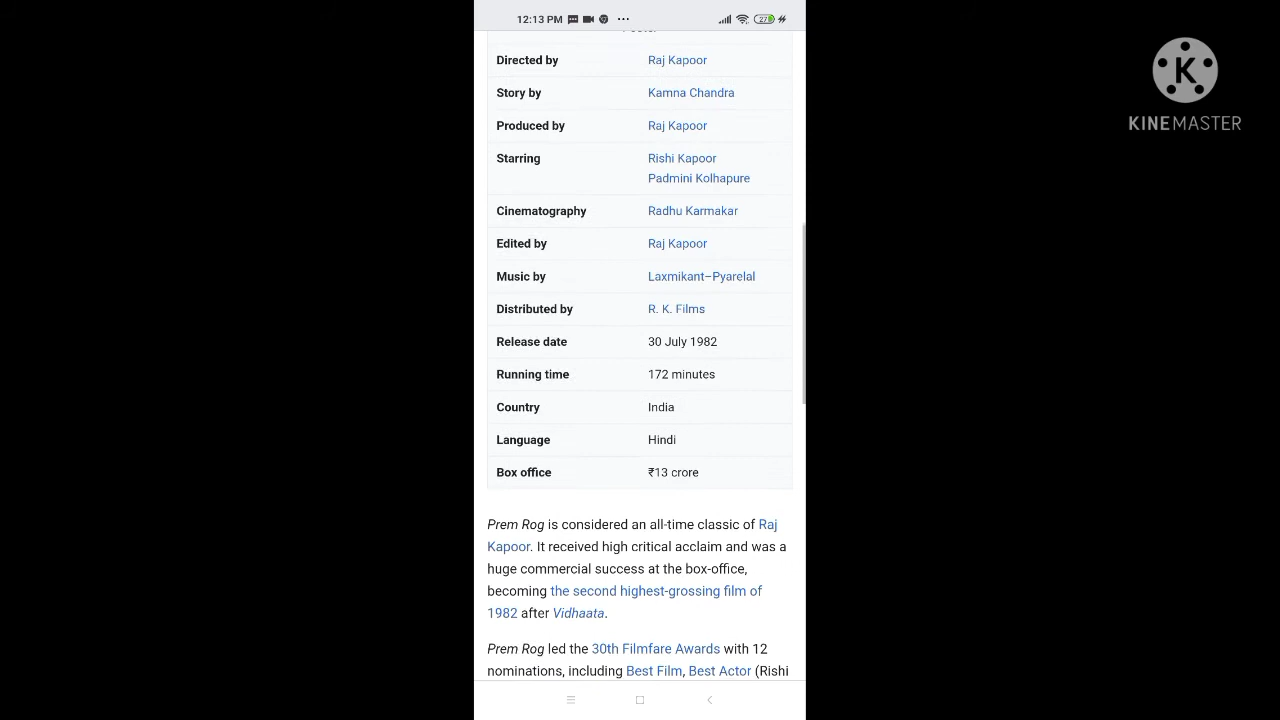 12:13 PM
27
KINEMASTER
Directed by Raj Kapoor
Story by Kamna Chandra
Produced by Raj Kapoor
Starring Rishi Kapoor
Padmini Kolhapure
Cinematography Radhu Karmakar
Edited by Raj Kapoor
Music by Laxmikant–Pyarelal
Distributed by R. K. Films
Release date 30 July 1982
Running time 172 minutes
Country India
Language Hindi
Box office ₹13 crore
Prem Rog is considered an all-time classic of Raj
Kapoor. It received high critical acclaim and was a
huge commercial success at the box-office,
becoming the second highest-grossing film of
1982 after Vidhaata.
Prem Rog led the 30th Filmfare Awards with 12
nominations, including Best Film, Best Actor (Rishi